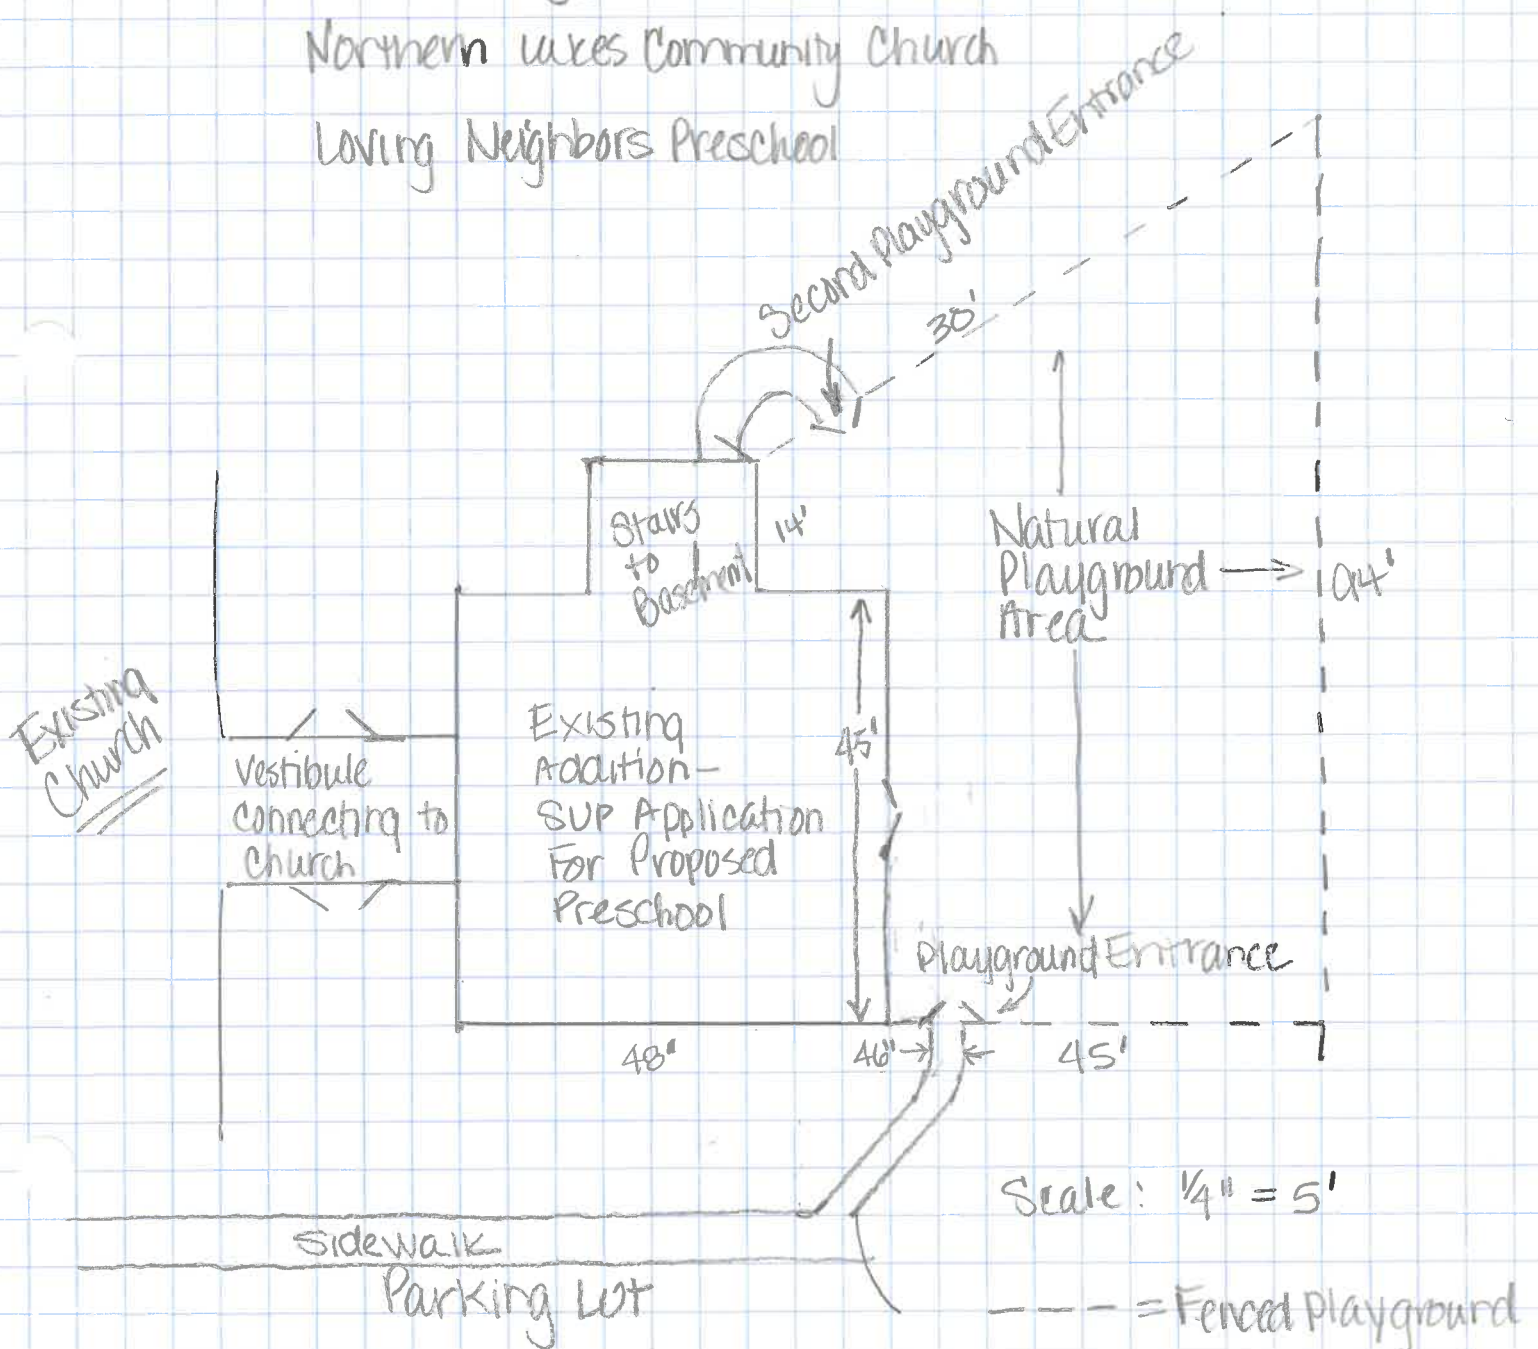 Northern Lakes Community Church
Loving Neighbors Preschool
Second Playground Entrance
38'
Stairs
to
Basement
14'
Natural
Playground
Area
94'
Existing
Church
Vestibule
connecting to
church
Existing
Addition-
SUP Application
For Proposed
Preschool
45'
Playground Entrance
48'
46"
45'
Scale: 1/4" = 5'
Sidewalk
Parking Lot
---- = Fenced Playground